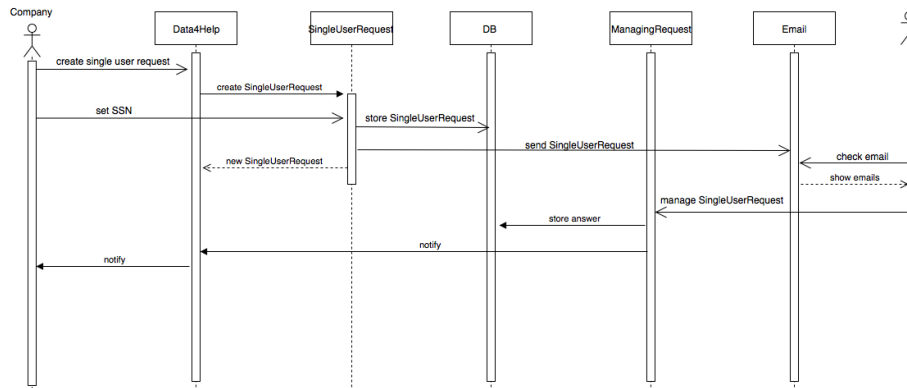 Company
Data4Help
SingleUserRequest
DB
ManagingRequest
Email
create single user request
create SingleUserRequest
set SSN
store SingleUserRequest
send SingleUserRequest
new SingleUserRequest
check email
show emails
manage SingleUserRequest
store answer
notify
notify